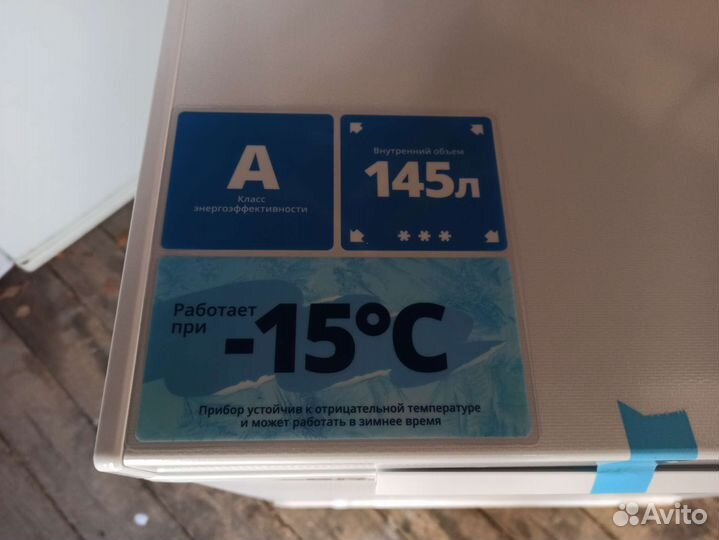 A
Класс
энергоэффективности
Внутренний объем
145л
***
Работает
при
-15°C
Прибор устойчив к отрицательной температуре
и может работать в зимнее время
Avito